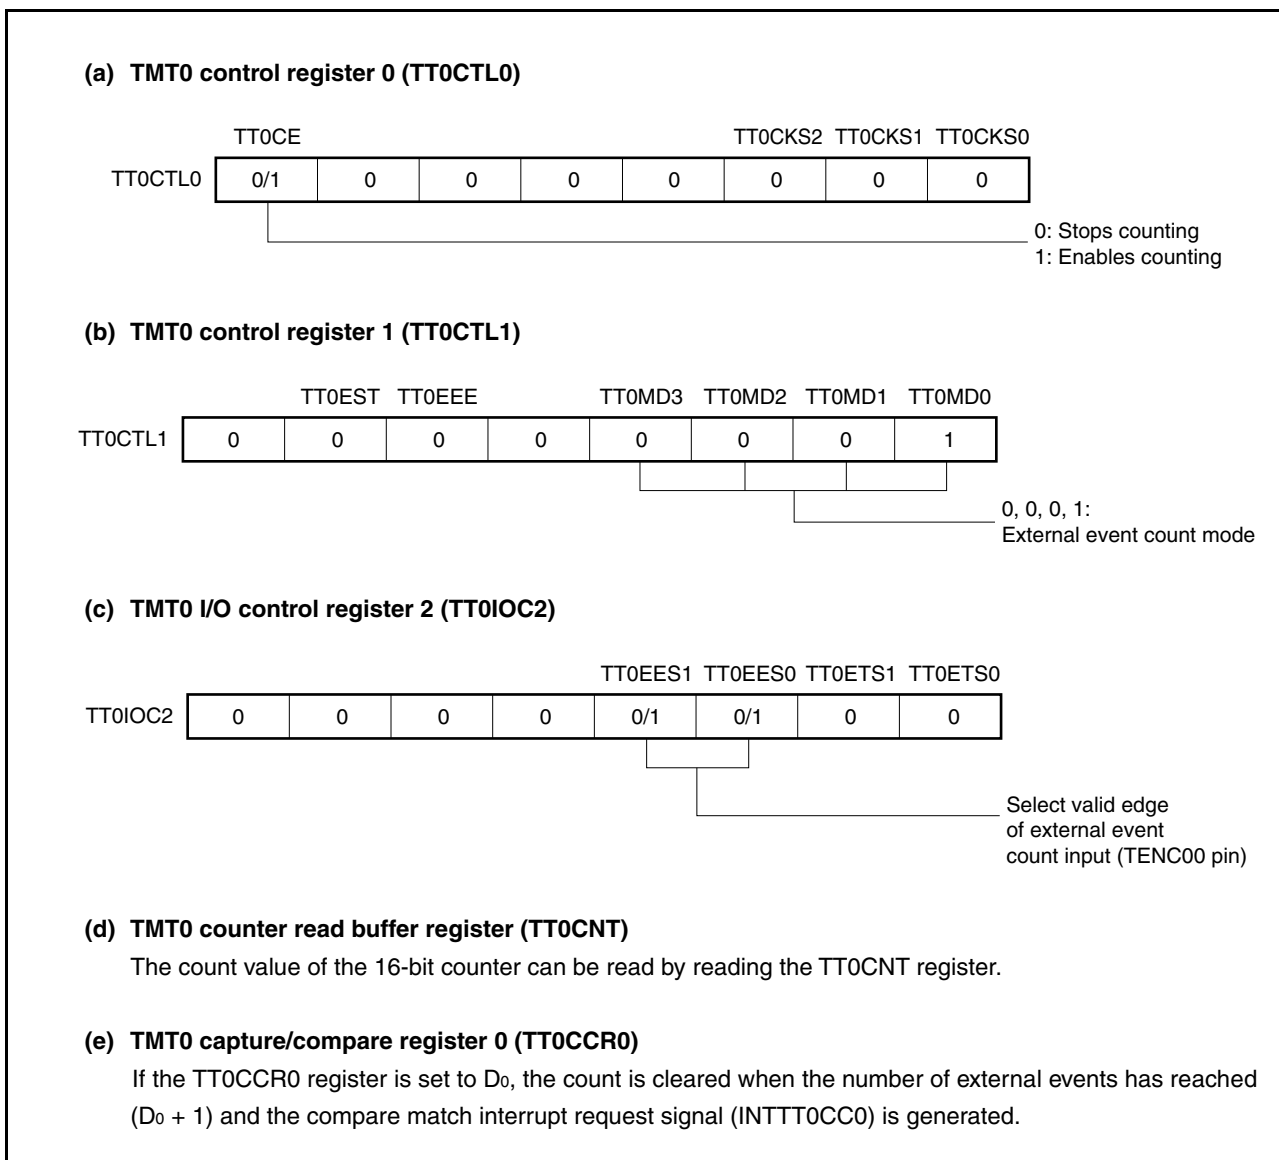 (a) TMT0 control register 0 (TT0CTL0)
TT0CE TT0CKS2 TT0CKS1 TT0CKS0
TT0CTL0 0/1 0 0 0 0 0 0 0
0: Stops counting
1: Enables counting
(b) TMT0 control register 1 (TT0CTL1)
TT0EST TT0EEE TT0MD3 TT0MD2 TT0MD1 TT0MD0
TT0CTL1 0 0 0 0 0 0 0 1
0, 0, 0, 1:
External event count mode
(c) TMT0 I/O control register 2 (TT0IOC2)
TT0EES1 TT0EES0 TT0ETS1 TT0ETS0
TT0IOC2 0 0 0 0 0/1 0/1 0 0
Select valid edge
of external event
count input (TENC00 pin)
(d) TMT0 counter read buffer register (TT0CNT)
The count value of the 16-bit counter can be read by reading the TT0CNT register.
(e) TMT0 capture/compare register 0 (TT0CCR0)
If the TT0CCR0 register is set to D0, the count is cleared when the number of external events has reached
(D0 + 1) and the compare match interrupt request signal (INTTT0CC0) is generated.